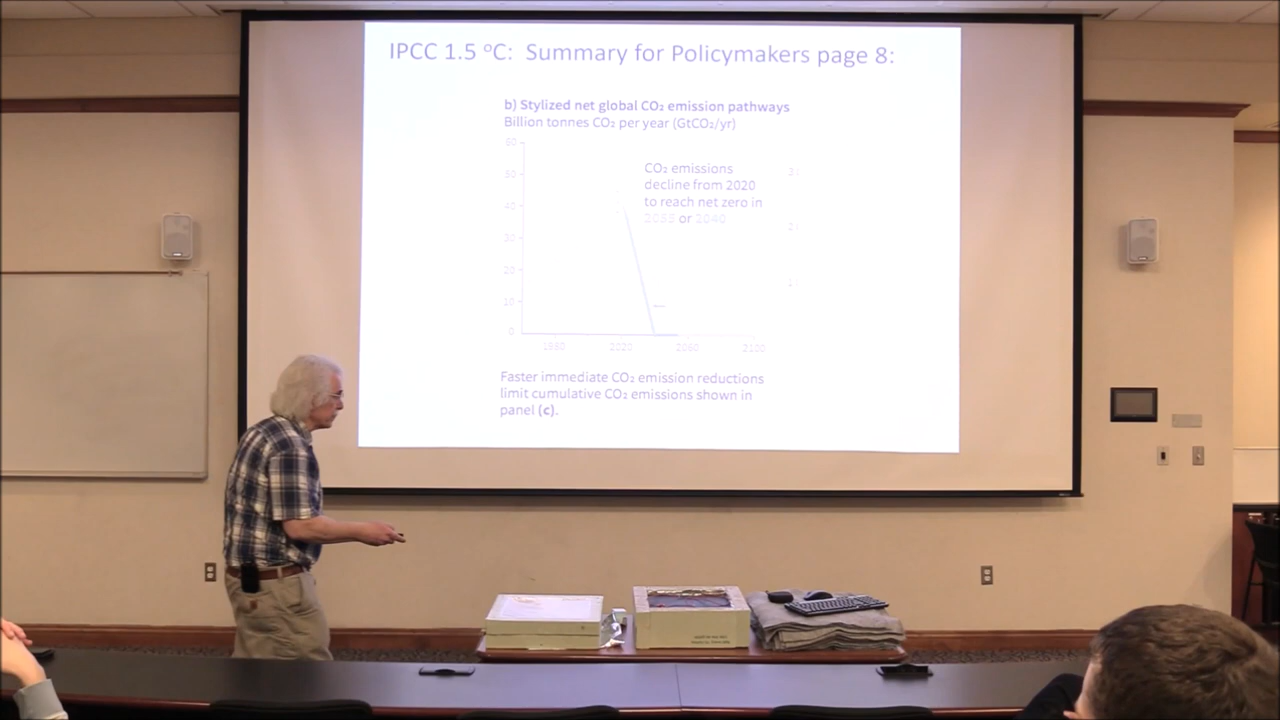 IPCC 1.5 ºC: Summary for Policymakers page 8:
b) Stylized net global CO₂ emission pathways
Billion tonnes CO₂ per year (GtCO₂/yr)
60
50
40
30
20
10
0
CO₂ emissions
decline from 2020
to reach net zero in
2055 or 2040
1980 2020 2060 2100
Faster immediate CO₂ emission reductions
limit cumulative CO₂ emissions shown in
panel (c).